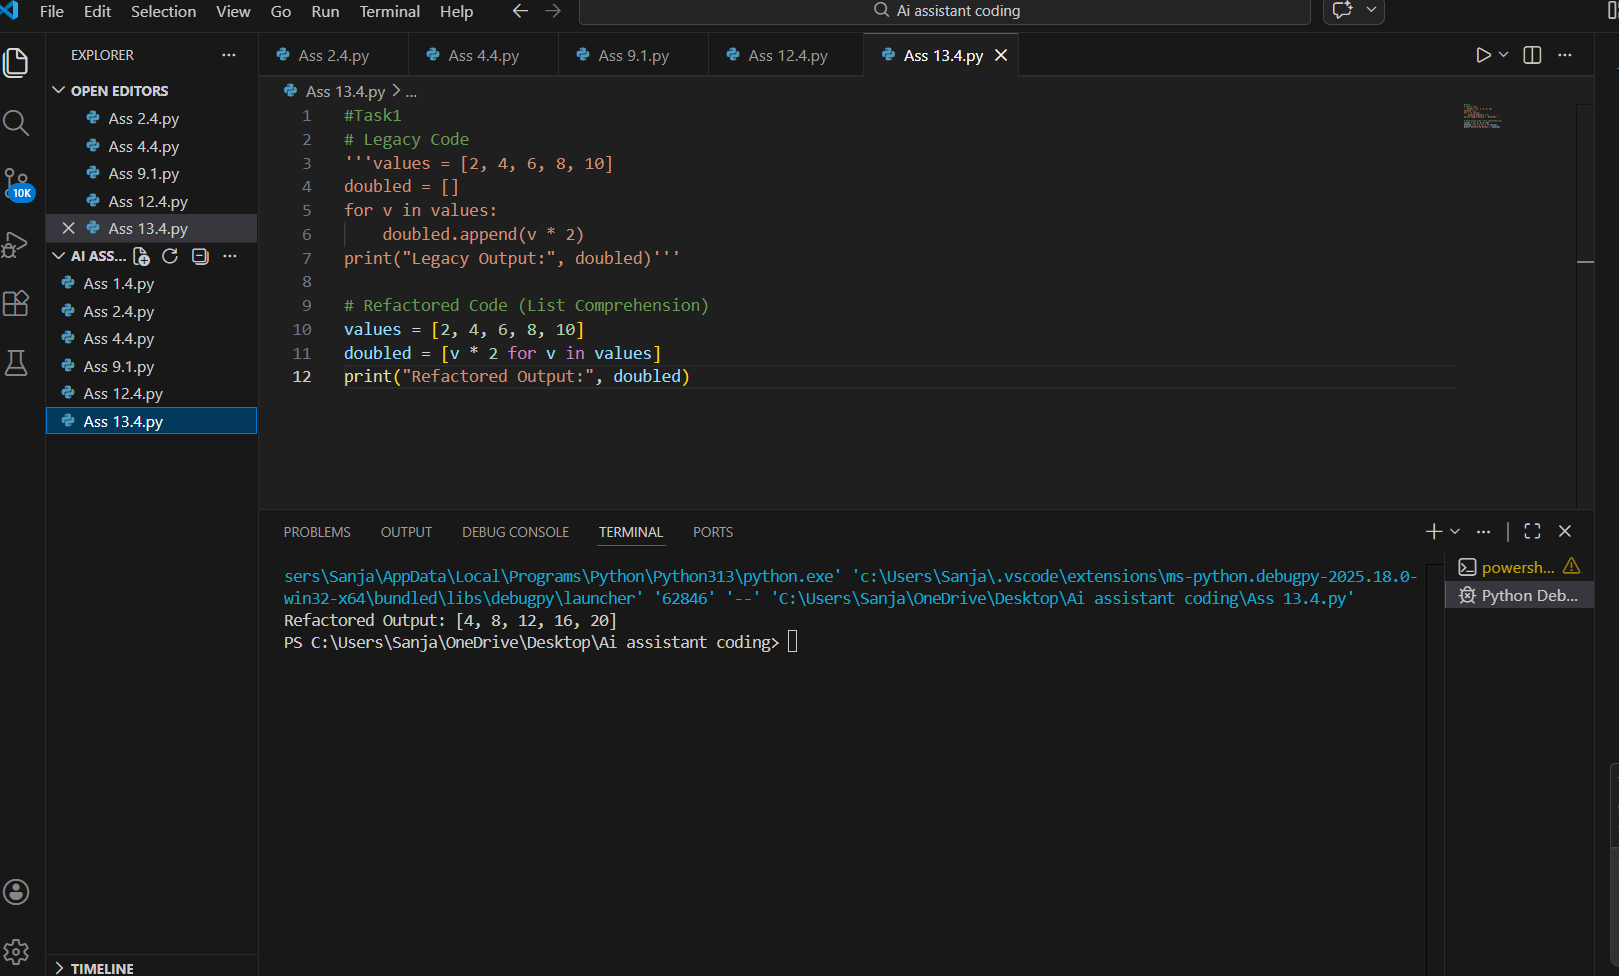 File Edit Selection View Go Run Terminal Help
Ai assistant coding
EXPLORER
OPEN EDITORS
Ass 2.4.py
Ass 4.4.py
Ass 9.1.py
Ass 12.4.py
Ass 13.4.py
10K
AI ASS...
Ass 1.4.py
Ass 2.4.py
Ass 4.4.py
Ass 9.1.py
Ass 12.4.py
Ass 13.4.py
TIMELINE
Ass 2.4.py Ass 4.4.py Ass 9.1.py Ass 12.4.py Ass 13.4.py
Ass 13.4.py > ...
1 #Task1
2 # Legacy Code
3 '''values = [2, 4, 6, 8, 10]
4 doubled = []
5 for v in values:
6     doubled.append(v * 2)
7 print("Legacy Output:", doubled)'''
8
9 # Refactored Code (List Comprehension)
10 values = [2, 4, 6, 8, 10]
11 doubled = [v * 2 for v in values]
12 print("Refactored Output:", doubled)
PROBLEMS OUTPUT DEBUG CONSOLE TERMINAL PORTS
sers\Sanja\AppData\Local\Programs\Python\Python313\python.exe' 'c:\Users\Sanja\.vscode\extensions\ms-python.debugpy-2025.18.0-
win32-x64\bundled\libs\debugpy\launcher' '62846' '--' 'C:\Users\Sanja\OneDrive\Desktop\Ai assistant coding\Ass 13.4.py'
Refactored Output: [4, 8, 12, 16, 20]
PS C:\Users\Sanja\OneDrive\Desktop\Ai assistant coding>
powersh...
Python Deb...